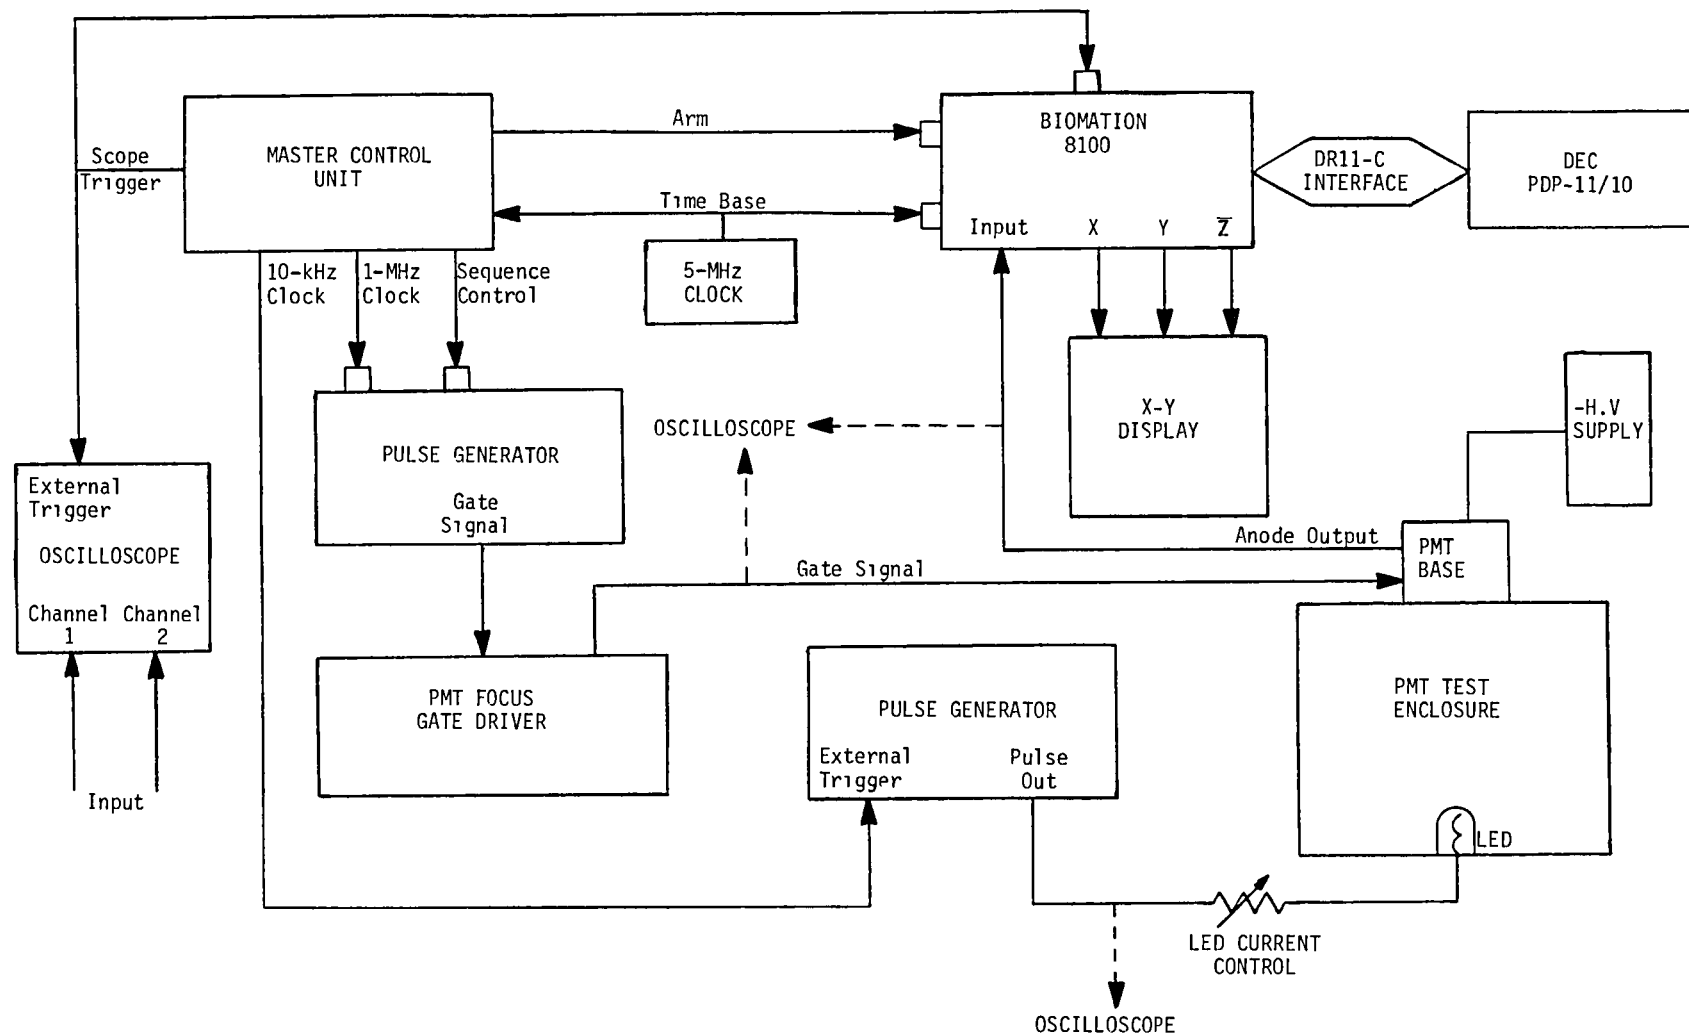 Scope
Trigger
MASTER CONTROL
UNIT
Arm
Time Base
BIOMATION
8100
Input X Y Z̅
DR11-C
INTERFACE
DEC
PDP-11/10
10-kHz
Clock
1-MHz
Clock
Sequence
Control
5-MHz
CLOCK
X-Y
DISPLAY
-H.V
SUPPLY
PULSE GENERATOR
Gate
Signal
OSCILLOSCOPE
External
Trigger
OSCILLOSCOPE
Channel Channel
1 2
Input
Anode Output
Gate Signal
PMT
BASE
PMT FOCUS
GATE DRIVER
PULSE GENERATOR
External
Trigger
Pulse
Out
PMT TEST
ENCLOSURE
LED
LED CURRENT
CONTROL
OSCILLOSCOPE